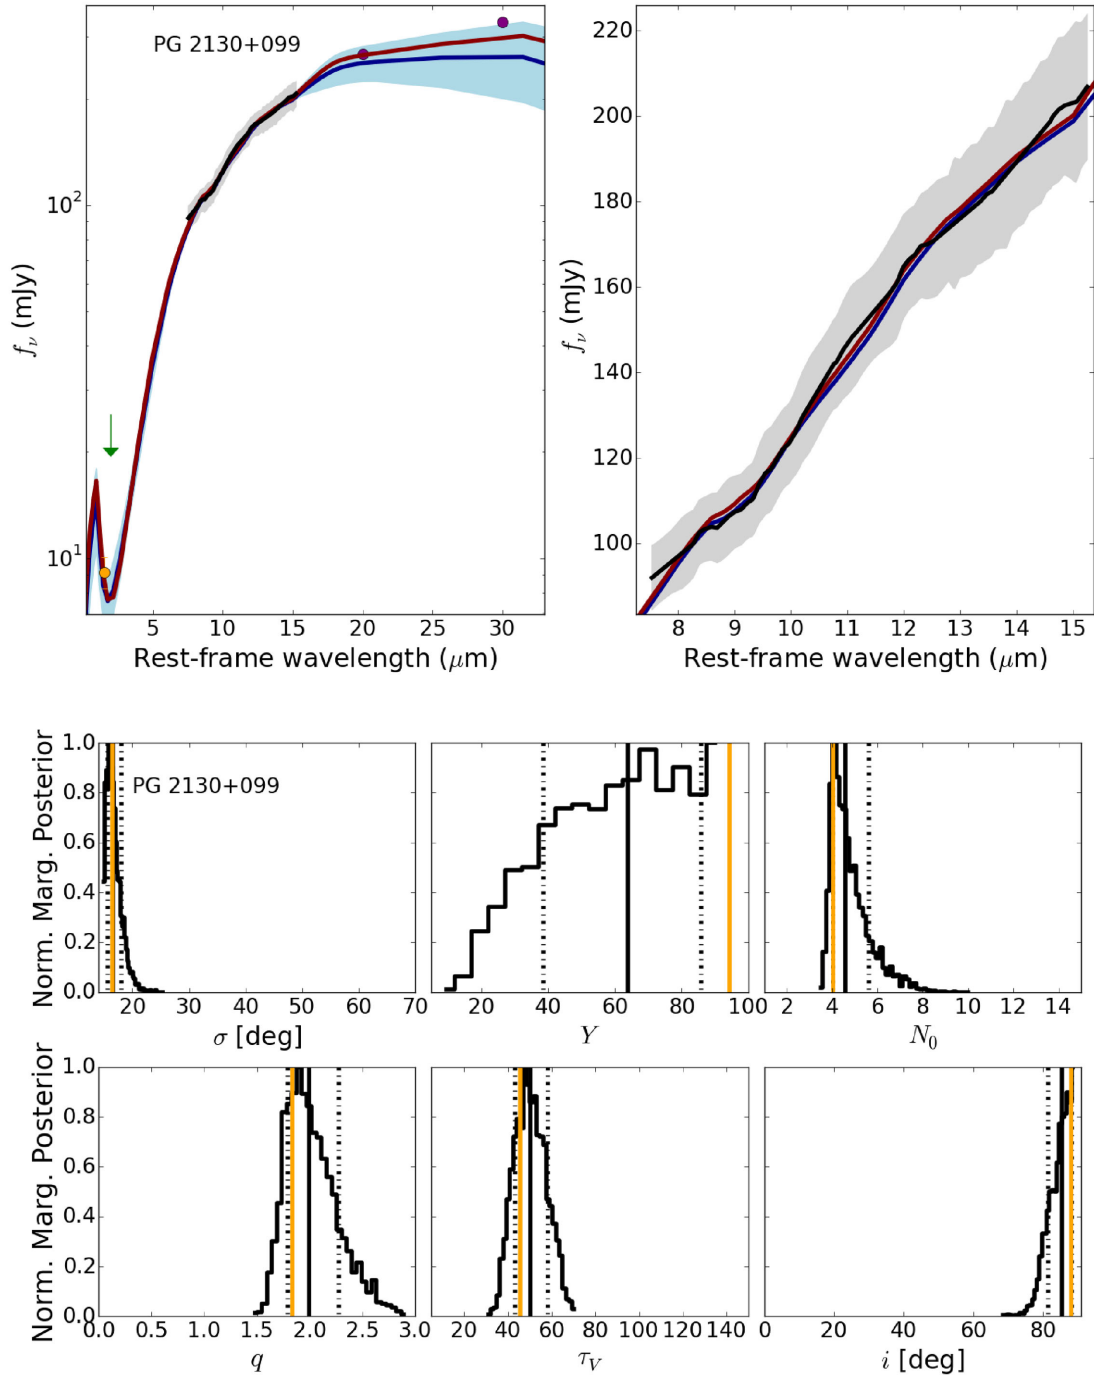 PG 2130+099
10²
10¹
f_ν (mJy)
5 10 15 20 25 30
Rest-frame wavelength (μm)
220
200
180
160
140
120
100
f_ν (mJy)
8 9 10 11 12 13 14 15
Rest-frame wavelength (μm)
Norm. Marg. Posterior
1.0
0.8
0.6
0.4
0.2
0.0
PG 2130+099
20 30 40 50 60 70
σ [deg]
20 40 60 80 100
Y
2 4 6 8 10 12 14
N₀
Norm. Marg. Posterior
1.0
0.8
0.6
0.4
0.2
0.0
0.0 0.5 1.0 1.5 2.0 2.5 3.0
q
20 40 60 80 100 120 140
τ_V
0 20 40 60 80
i [deg]